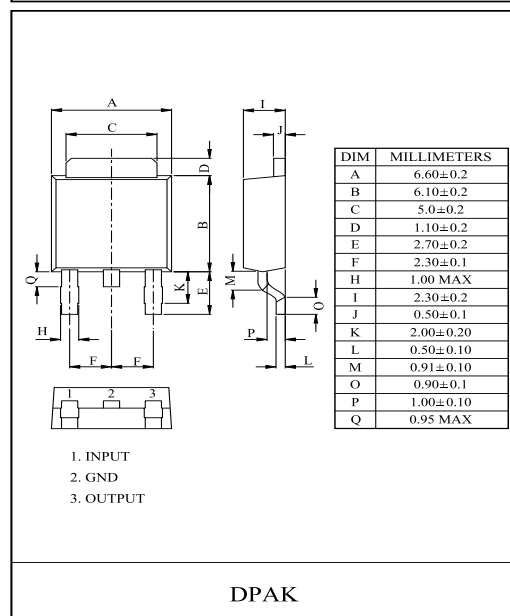 A
C
D
B
Q
K
E
H
F F
I
J
M
O
P
L
1 2 3
1. INPUT
2. GND
3. OUTPUT
DIM MILLIMETERS
A 6.60±0.2
B 6.10±0.2
C 5.0±0.2
D 1.10±0.2
E 2.70±0.2
F 2.30±0.1
H 1.00 MAX
I 2.30±0.2
J 0.50±0.1
K 2.00±0.20
L 0.50±0.10
M 0.91±0.10
O 0.90±0.1
P 1.00±0.10
Q 0.95 MAX
DPAK